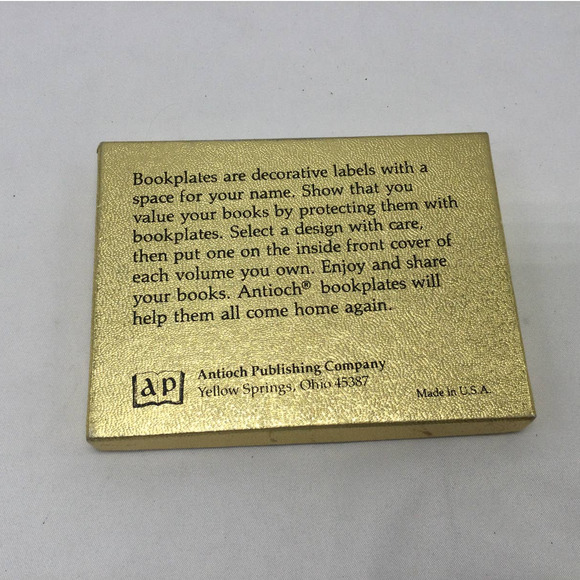 Bookplates are decorative labels with a
space for your name. Show that you
value your books by protecting them with
bookplates. Select a design with care,
then put one on the inside front cover of
each volume you own. Enjoy and share
your books. Antioch® bookplates will
help them all come home again.
ap
Antioch Publishing Company
Yellow Springs, Ohio 45387
Made in U.S.A.